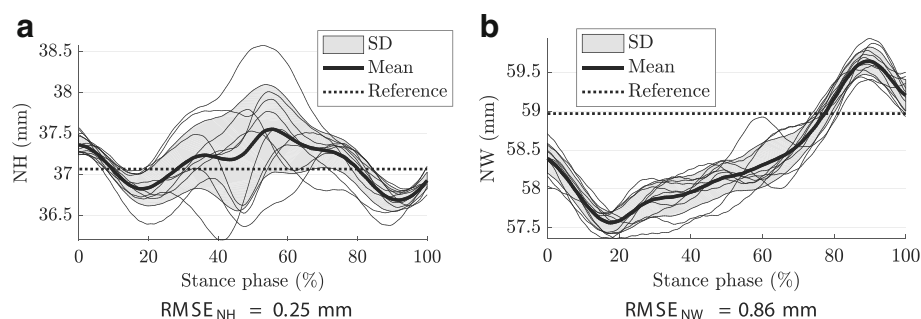 a
38.5
38
37.5
37
36.5
NH (mm)
SD
Mean
Reference
0 20 40 60 80 100
Stance phase (%)
RMSE_NH = 0.25 mm
b
59.5
59
58.5
58
57.5
NW (mm)
SD
Mean
Reference
0 20 40 60 80 100
Stance phase (%)
RMSE_NW = 0.86 mm